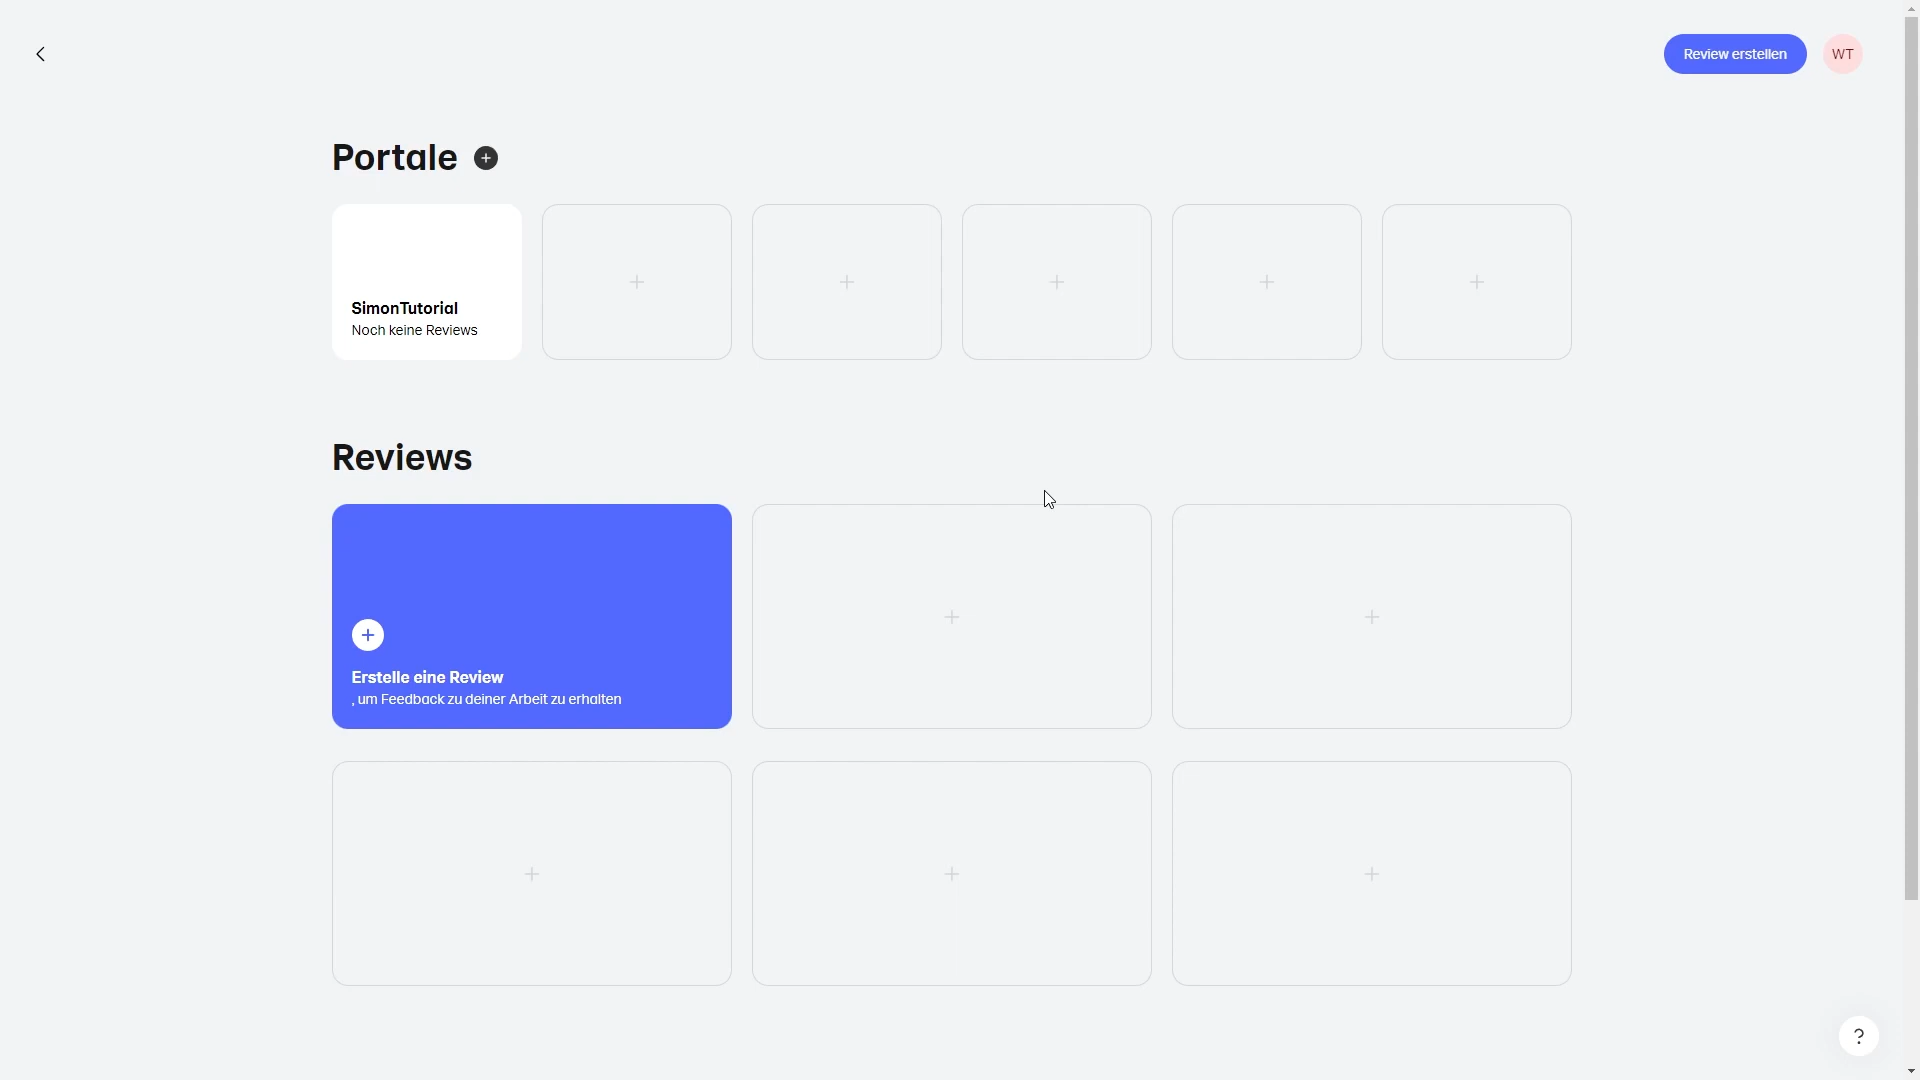 Review erstellen
WT
Portale
SimonTutorial
Noch keine Reviews
Reviews
Erstelle eine Review
, um Feedback zu deiner Arbeit zu erhalten
?